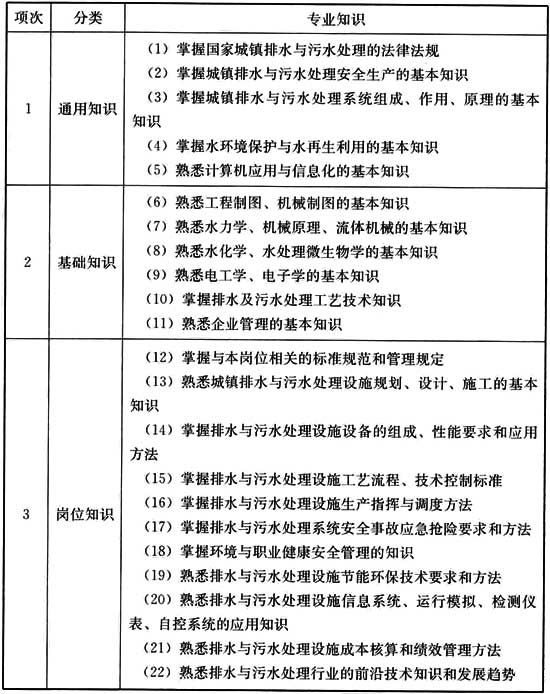 项次 分类 专业知识
1 通用知识
（1）掌握国家城镇排水与污水处理的法律法规
（2）掌握城镇排水与污水处理安全生产的基本知识
（3）掌握城镇排水与污水处理系统组成、作用、原理的基本
知识
（4）掌握水环境保护与水再生利用的基本知识
（5）熟悉计算机应用与信息化的基本知识
2 基础知识
（6）熟悉工程制图、机械制图的基本知识
（7）熟悉水力学、机械原理、流体机械的基本知识
（8）熟悉水化学、水处理微生物学的基本知识
（9）熟悉电工学、电子学的基本知识
（10）掌握排水及污水处理工艺技术知识
（11）熟悉企业管理的基本知识
3 岗位知识
（12）掌握与本岗位相关的标准规范和管理规定
（13）熟悉城镇排水与污水处理设施规划、设计、施工的基本
知识
（14）掌握排水与污水处理设施设备的组成、性能要求和应用
方法
（15）掌握排水与污水处理设施工艺流程、技术控制标准
（16）掌握排水与污水处理设施生产指挥与调度方法
（17）掌握排水与污水处理系统安全事故应急抢险要求和方法
（18）掌握环境与职业健康安全管理的知识
（19）熟悉排水与污水处理设施节能环保技术要求和方法
（20）熟悉排水与污水处理设施信息系统、运行模拟、检测仪
表、自控系统的应用知识
（21）熟悉排水与污水处理设施成本核算和绩效管理方法
（22）熟悉排水与污水处理行业的前沿技术知识和发展趋势